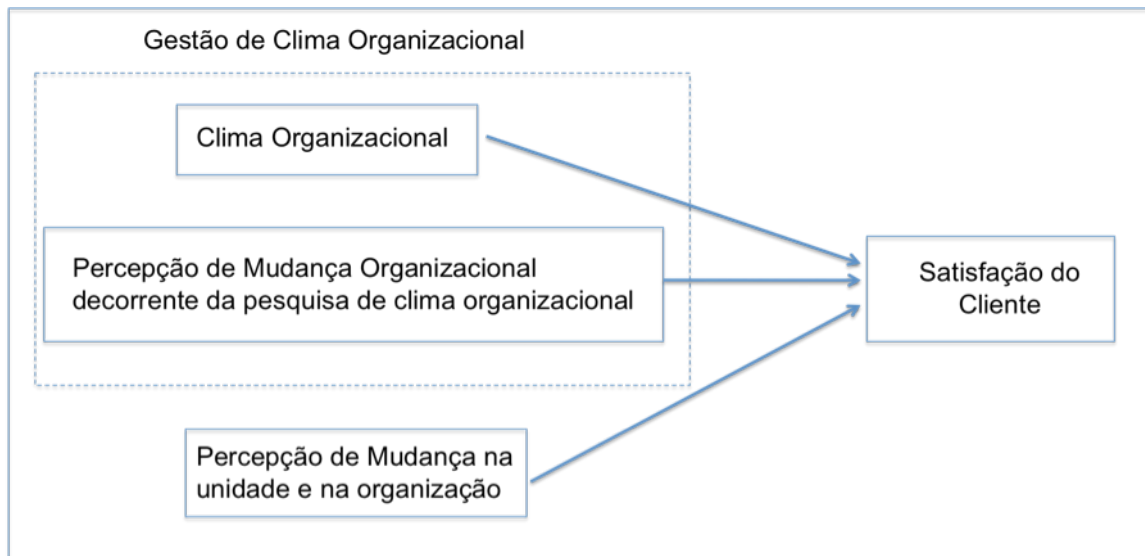 Gestão de Clima Organizacional
Clima Organizacional
Percepção de Mudança Organizacional
decorrente da pesquisa de clima organizacional
Satisfação do
Cliente
Percepção de Mudança na
unidade e na organização